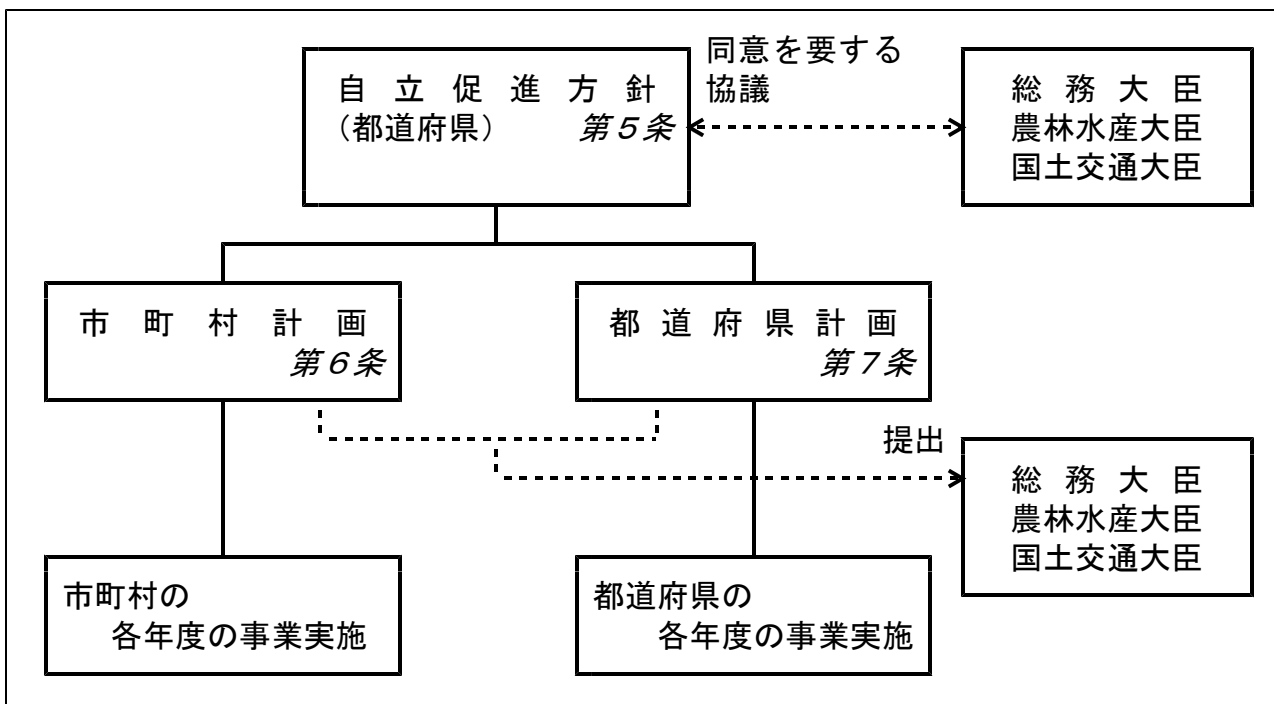 自立促進方針
（都道府県） 第５条
同意を要する
協議
総務大臣
農林水産大臣
国土交通大臣
市町村計画
第６条
都道府県計画
第７条
提出
総務大臣
農林水産大臣
国土交通大臣
市町村の
各年度の事業実施
都道府県の
各年度の事業実施